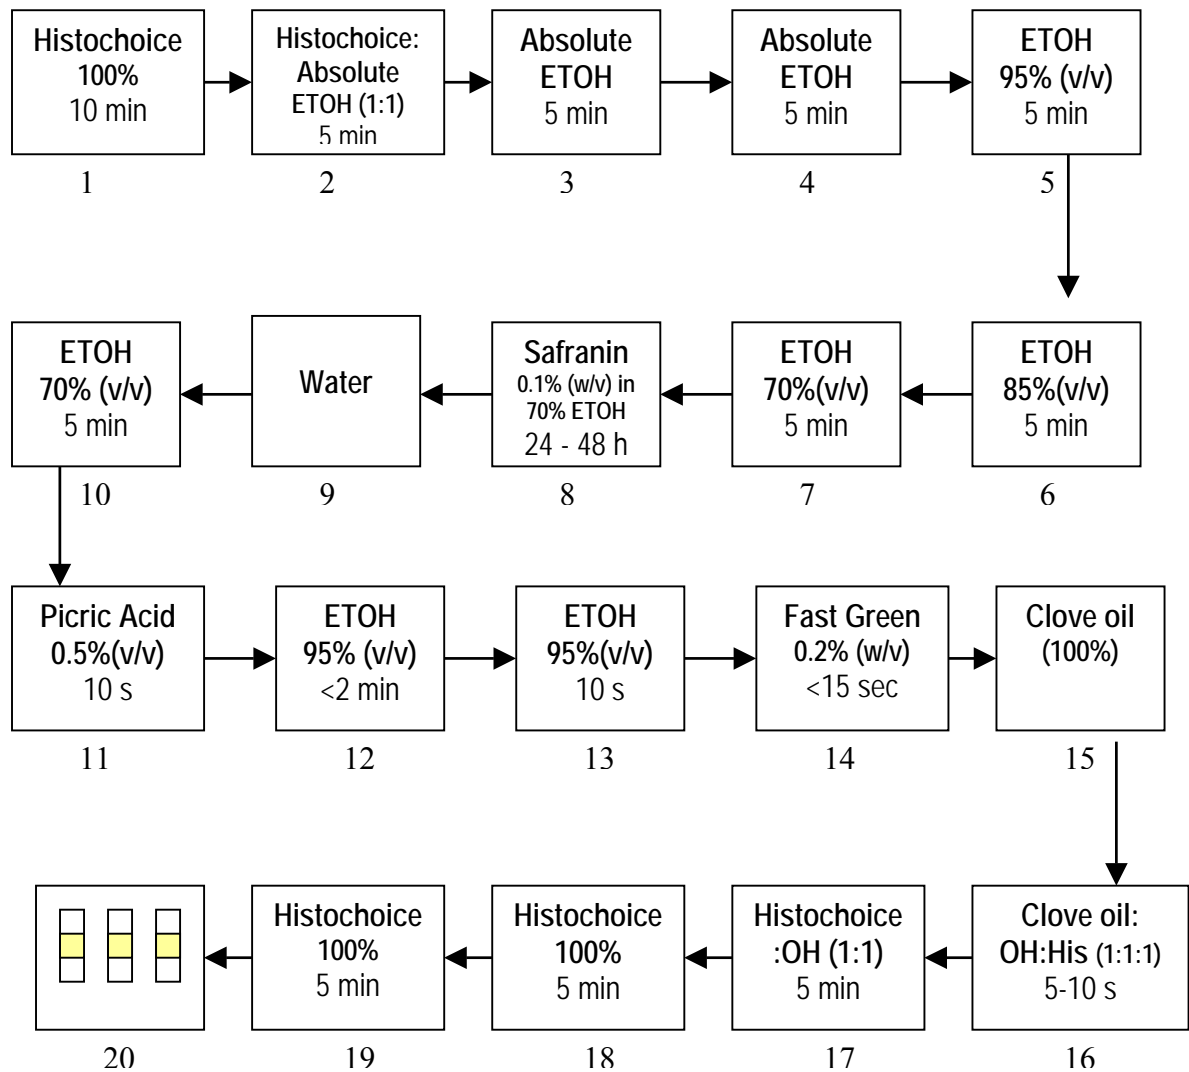 Histochoice
100%
10 min
1
Histochoice:
Absolute
ETOH (1:1)
5 min
2
Absolute
ETOH
5 min
3
Absolute
ETOH
5 min
4
ETOH
95% (v/v)
5 min
5
ETOH
85%(v/v)
5 min
6
ETOH
70%(v/v)
5 min
7
Safranin
0.1% (w/v) in
70% ETOH
24 - 48 h
8
Water
9
ETOH
70% (v/v)
5 min
10
Picric Acid
0.5%(v/v)
10 s
11
ETOH
95% (v/v)
<2 min
12
ETOH
95%(v/v)
10 s
13
Fast Green
0.2% (w/v)
<15 sec
14
Clove oil
(100%)
15
Clove oil:
OH:His (1:1:1)
5-10 s
16
Histochoice
:OH (1:1)
5 min
17
Histochoice
100%
5 min
18
Histochoice
100%
5 min
19
20